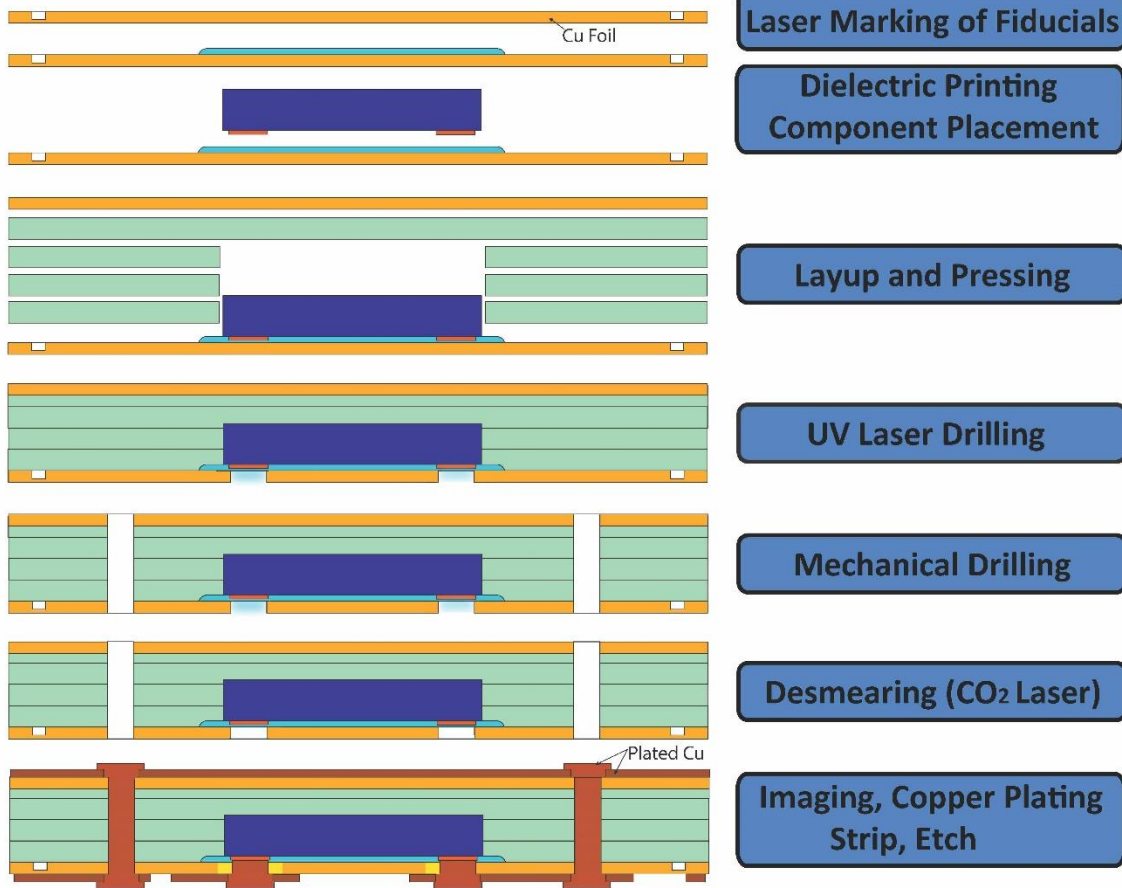 Cu Foil
Laser Marking of Fiducials
Dielectric Printing
Component Placement
Layup and Pressing
UV Laser Drilling
Mechanical Drilling
Desmearing (CO₂ Laser)
Plated Cu
Imaging, Copper Plating
Strip, Etch